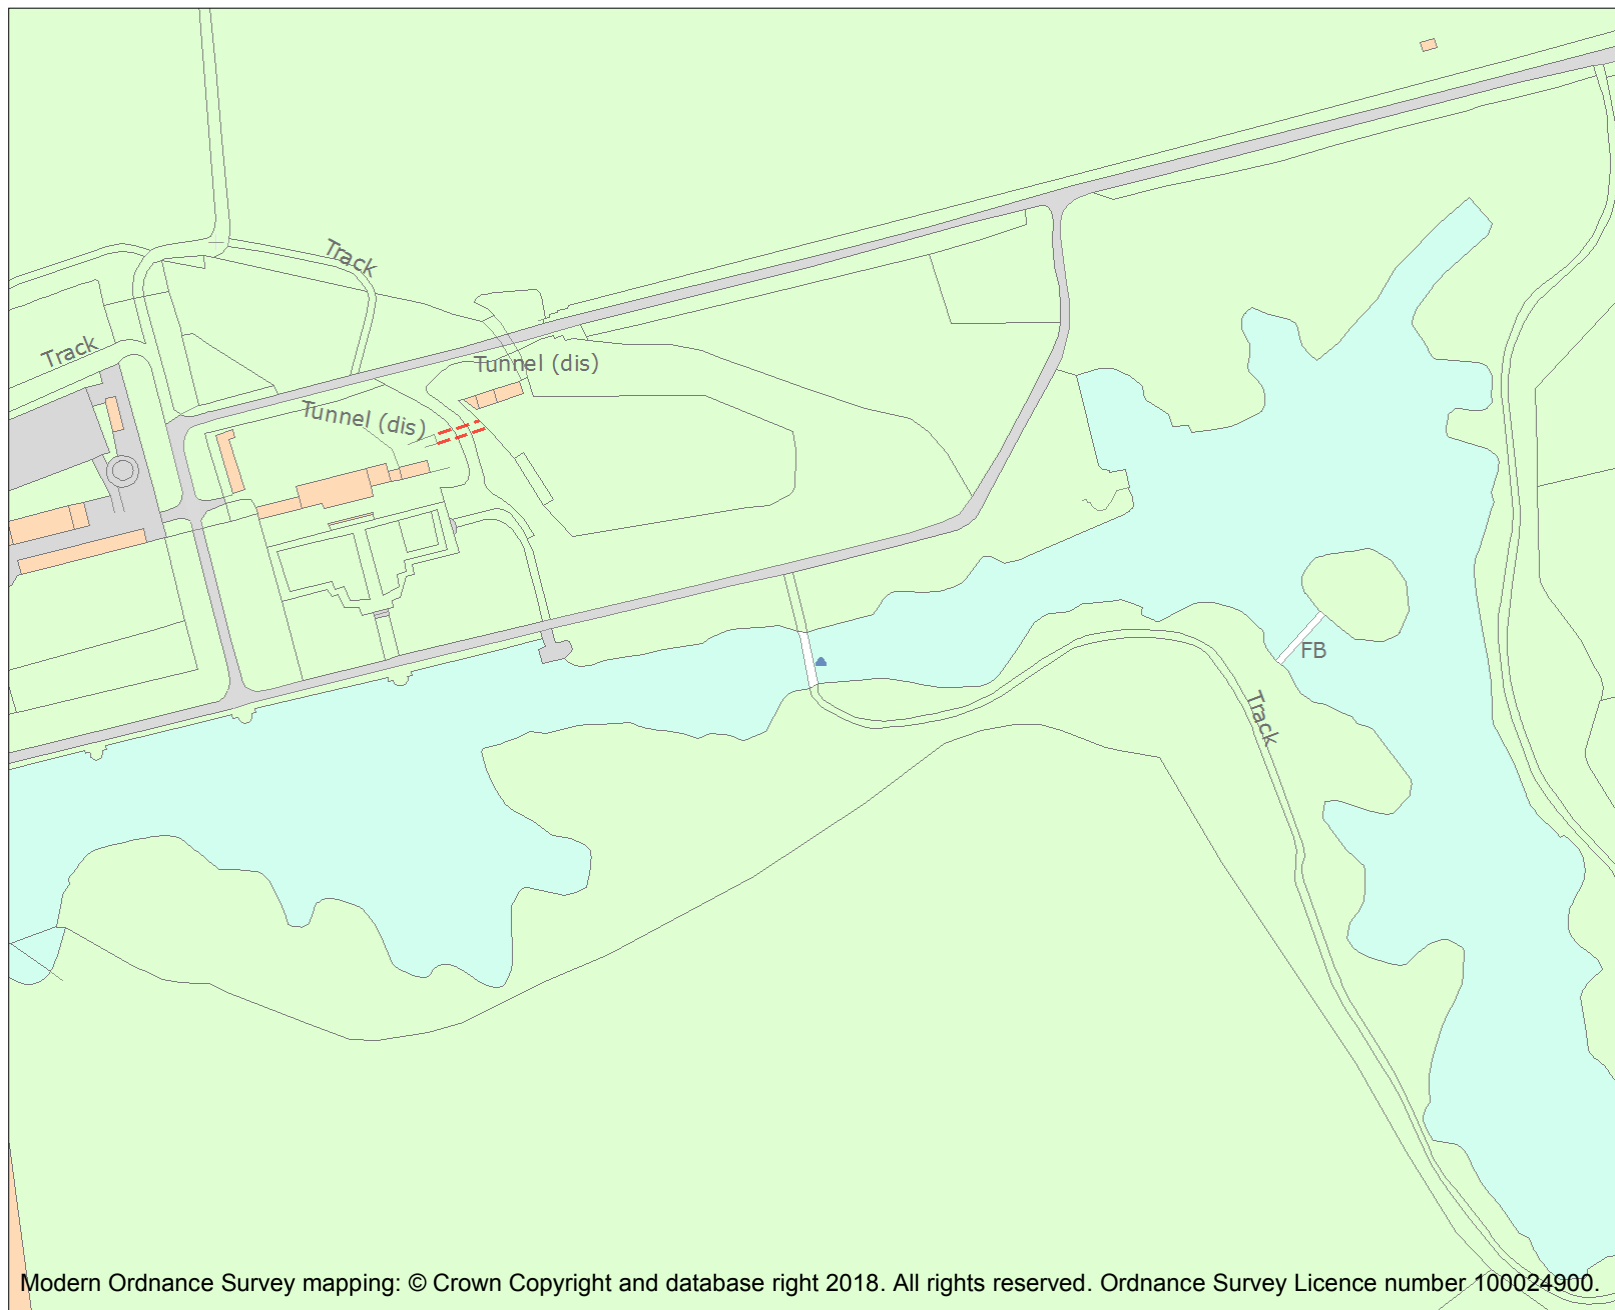 Track
Track
Tunnel (dis)
Tunnel (dis)
FB
Track
Modern Ordnance Survey mapping: © Crown Copyright and database right 2018. All rights reserved. Ordnance Survey Licence number 100024900.